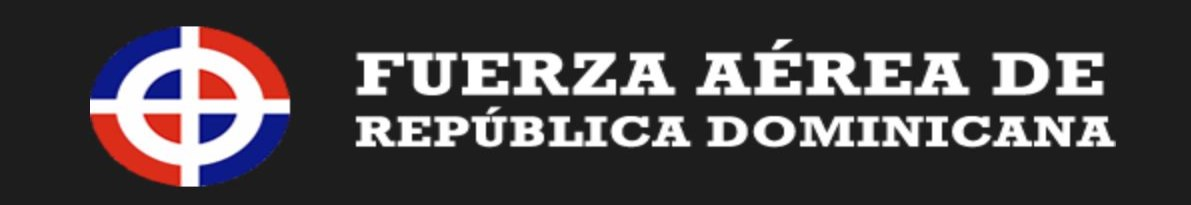 FUERZA AÉREA DE
REPÚBLICA DOMINICANA